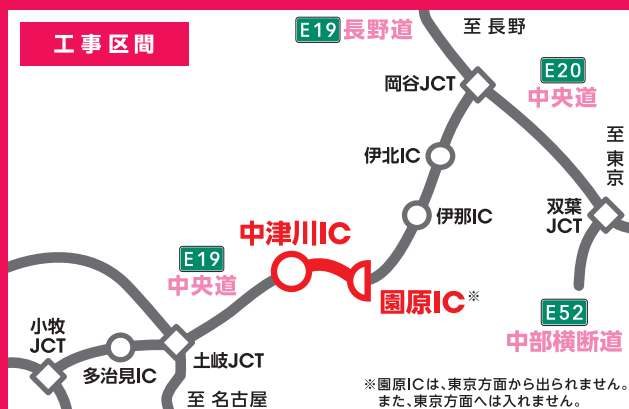 工事区間
E19 長野道
至 長野
岡谷JCT
E20
中央道
至 東京
伊北IC
伊那IC
双葉
JCT
中津川IC
E19
中央道
園原IC※
E52
中部横断道
小牧
JCT
多治見IC
土岐JCT
至 名古屋
※園原ICは、東京方面から出られません。
また、東京方面へは入れません。